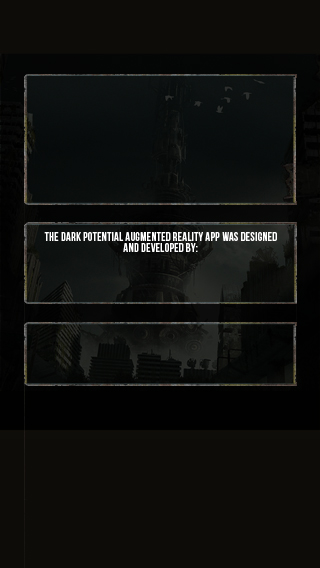 THE DARK POTENTIAL AUGMENTED REALITY APP WAS DESIGNED
AND DEVELOPED BY: